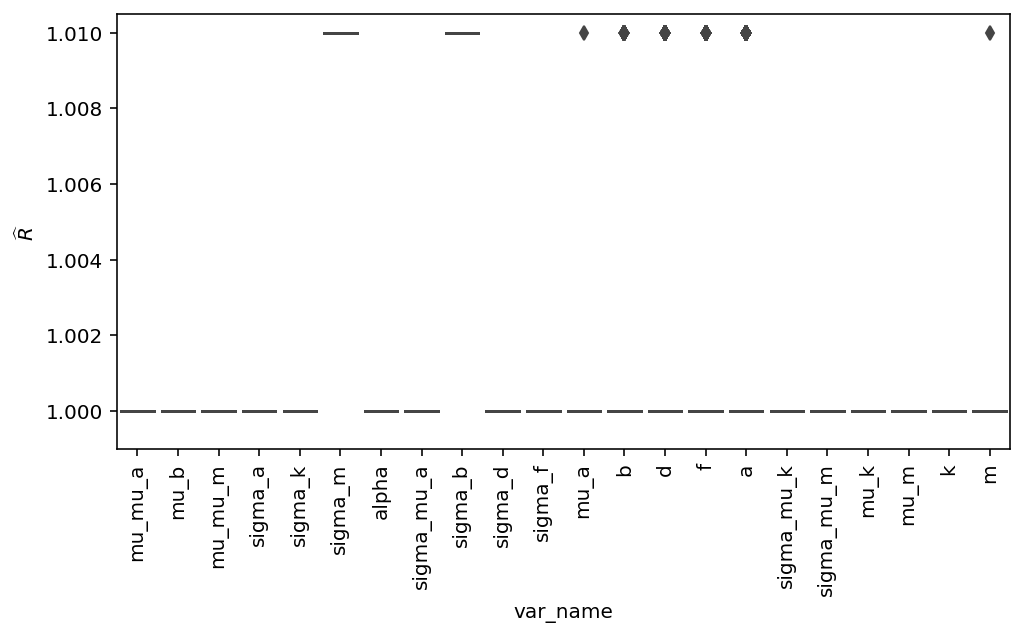 1.010
1.008
1.006
1.004
1.002
1.000
R̂
mu_mu_a
mu_b
mu_mu_m
sigma_a
sigma_k
sigma_m
alpha
sigma_mu_a
sigma_b
sigma_d
sigma_f
mu_a
b
d
f
a
sigma_mu_k
sigma_mu_m
mu_k
mu_m
k
m
var_name